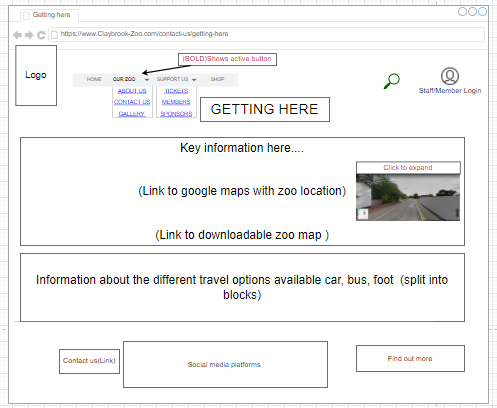 Getting here
https://www.Claybrook-Zoo.com/contact-us/getting-here
(BOLD)Shows active button
Logo
HOME OUR ZOO SUPPORT US SHOP
Staff/Member Login
ABOUT US TICKETS
CONTACT US MEMBERS
GALLERY SPONSORS
GETTING HERE
Key information here....
Click to expand
(Link to google maps with zoo location)
(Link to downloadable zoo map )
Information about the different travel options available car, bus, foot (split into
blocks)
Contact us(Link)
Social media platforms
Find out more